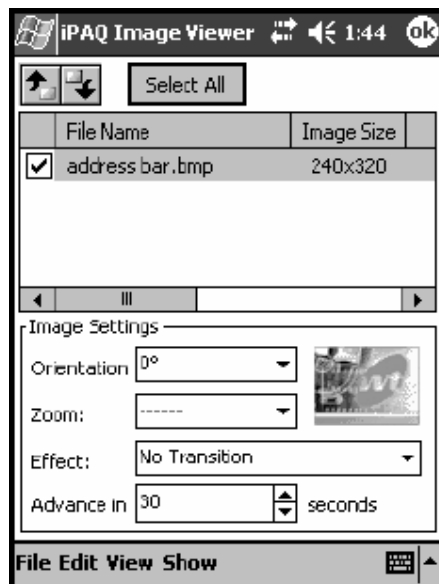 iPAQ Image Viewer 1:44 ok
Select All
File Name Image Size
address bar.bmp 240x320
Image Settings
Orientation 0°
Zoom: ------
Effect: No Transition
Advance in 30 seconds
File Edit View Show